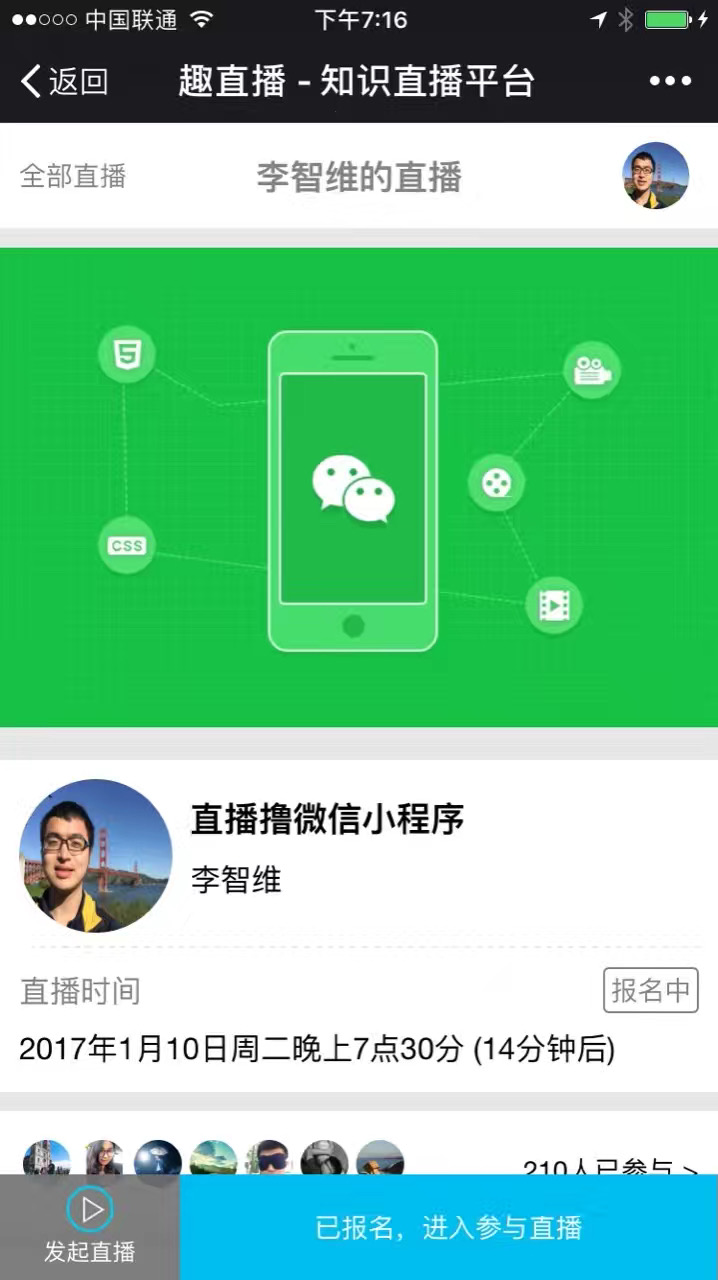 中国联通 下午7:16
返回 趣直播 - 知识直播平台
全部直播 李智维的直播
5
CSS
直播撸微信小程序
李智维
直播时间 报名中
2017年1月10日周二晚上7点30分 (14分钟后)
210人已参与 >
发起直播 已报名，进入参与直播